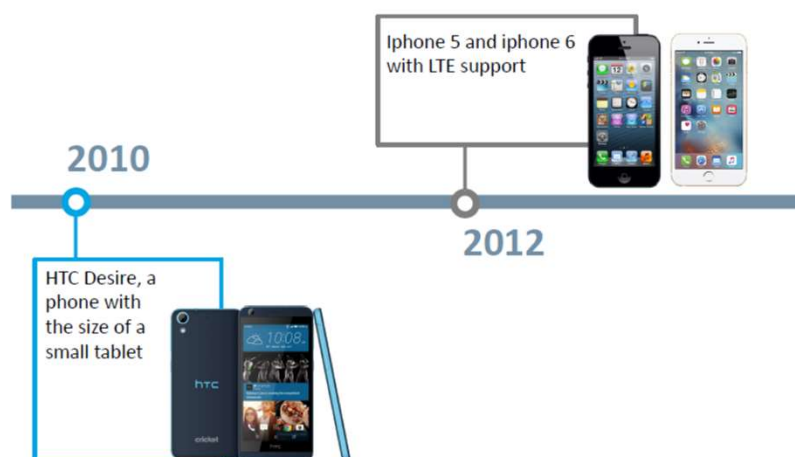 Iphone 5 and iphone 6
with LTE support
2010
2012
HTC Desire, a
phone with
the size of a
small tablet
10:08
hTC
cricket